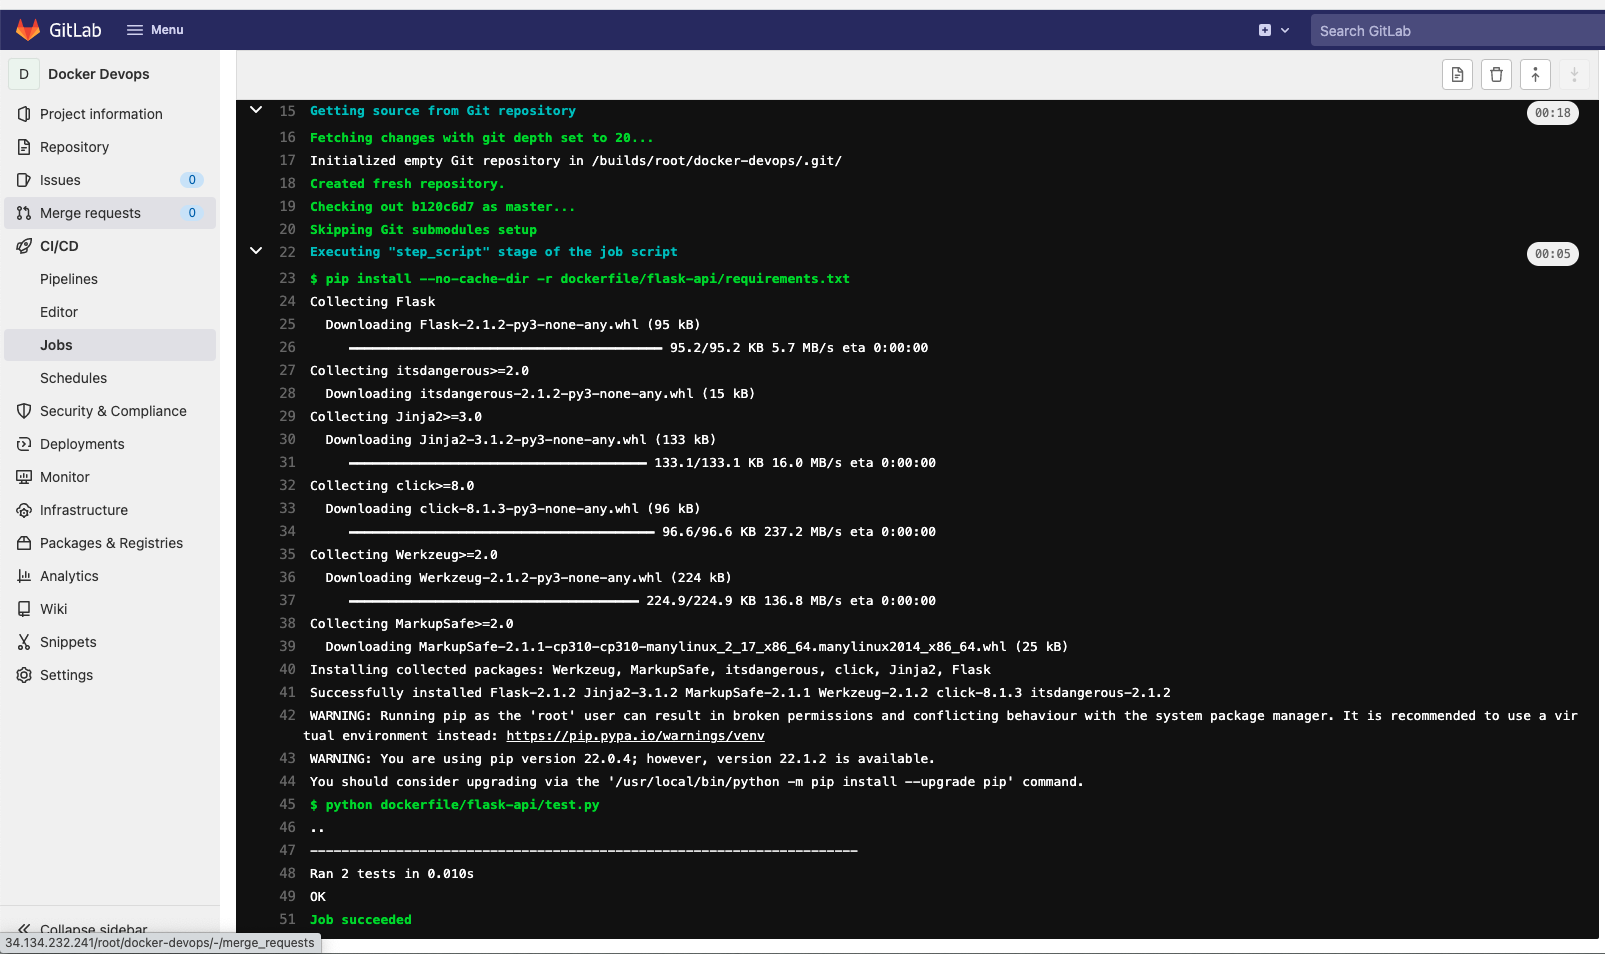 GitLab
Menu
Search GitLab
D Docker Devops
Project information
Repository
Issues 0
Merge requests 0
CI/CD
Pipelines
Editor
Jobs
Schedules
Security & Compliance
Deployments
Monitor
Infrastructure
Packages & Registries
Analytics
Wiki
Snippets
Settings
Collapse sidebar
34.134.232.241/root/docker-devops/-/merge_requests
15 Getting source from Git repository 00:18
16 Fetching changes with git depth set to 20...
17 Initialized empty Git repository in /builds/root/docker-devops/.git/
18 Created fresh repository.
19 Checking out b120c6d7 as master...
20 Skipping Git submodules setup
22 Executing "step_script" stage of the job script 00:05
23 $ pip install --no-cache-dir -r dockerfile/flask-api/requirements.txt
24 Collecting Flask
25 Downloading Flask-2.1.2-py3-none-any.whl (95 kB)
26 ━━━━━━━━━━━━━━━━━━━━━━━━━━━━━━━━━━━━━━━━ 95.2/95.2 KB 5.7 MB/s eta 0:00:00
27 Collecting itsdangerous>=2.0
28 Downloading itsdangerous-2.1.2-py3-none-any.whl (15 kB)
29 Collecting Jinja2>=3.0
30 Downloading Jinja2-3.1.2-py3-none-any.whl (133 kB)
31 ━━━━━━━━━━━━━━━━━━━━━━━━━━━━━━━━━━━━━━ 133.1/133.1 KB 16.0 MB/s eta 0:00:00
32 Collecting click>=8.0
33 Downloading click-8.1.3-py3-none-any.whl (96 kB)
34 ━━━━━━━━━━━━━━━━━━━━━━━━━━━━━━━━━━━━━━━ 96.6/96.6 KB 237.2 MB/s eta 0:00:00
35 Collecting Werkzeug>=2.0
36 Downloading Werkzeug-2.1.2-py3-none-any.whl (224 kB)
37 ━━━━━━━━━━━━━━━━━━━━━━━━━━━━━━━━━━━━━ 224.9/224.9 KB 136.8 MB/s eta 0:00:00
38 Collecting MarkupSafe>=2.0
39 Downloading MarkupSafe-2.1.1-cp310-cp310-manylinux_2_17_x86_64.manylinux2014_x86_64.whl (25 kB)
40 Installing collected packages: Werkzeug, MarkupSafe, itsdangerous, click, Jinja2, Flask
41 Successfully installed Flask-2.1.2 Jinja2-3.1.2 MarkupSafe-2.1.1 Werkzeug-2.1.2 click-8.1.3 itsdangerous-2.1.2
42 WARNING: Running pip as the 'root' user can result in broken permissions and conflicting behaviour with the system package manager. It is recommended to use a vir
tual environment instead: https://pip.pypa.io/warnings/venv
43 WARNING: You are using pip version 22.0.4; however, version 22.1.2 is available.
44 You should consider upgrading via the '/usr/local/bin/python -m pip install --upgrade pip' command.
45 $ python dockerfile/flask-api/test.py
46 ..
47 ----------------------------------------------------------------------
48 Ran 2 tests in 0.010s
49 OK
51 Job succeeded